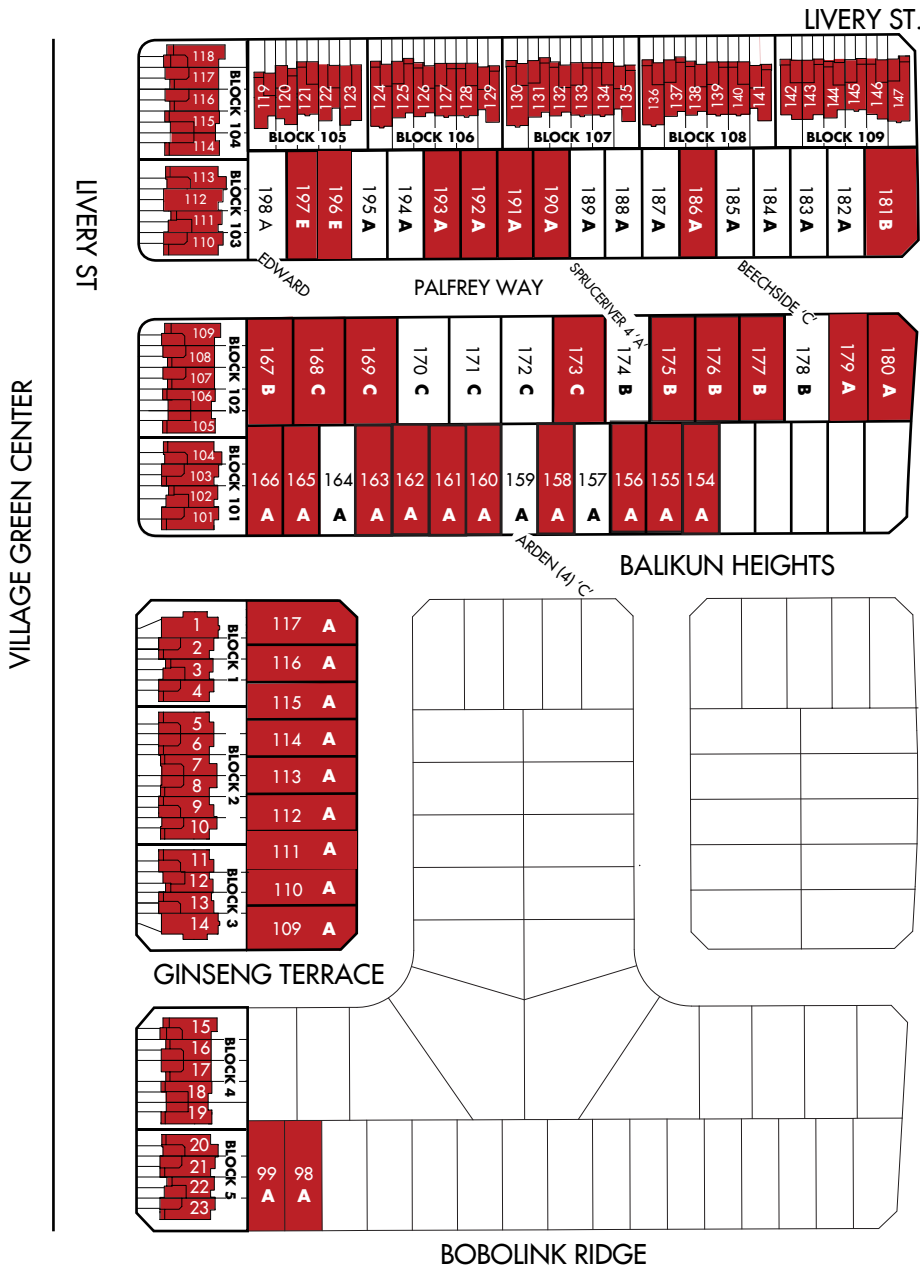 LIVERY ST.
118
117
116
115
114
BLOCK 104
119
120
121
122
123
BLOCK 105
124
125
126
127
128
129
BLOCK 106
130
131
132
133
134
135
BLOCK 107
136
137
138
139
140
141
BLOCK 108
142
143
144
145
146
147
BLOCK 109
113
112
111
110
BLOCK 103
198 A
197 E
196 E
195 A
194 A
193 A
192 A
191 A
190 A
189 A
188 A
187 A
186 A
185 A
184 A
183 A
182 A
181 B
LIVERY ST
EDWARD
PALFREY WAY
SPRUCERIVER 4 'A'
BEECHSIDE 'C'
109
108
107
106
105
BLOCK 102
167 B
168 C
169 C
170 C
171 C
172 C
173 C
174 B
175 B
176 B
177 B
178 B
179 A
180 A
104
103
102
101
BLOCK 101
166 A
165 A
164 A
163 A
162 A
161 A
160 A
159 A
158 A
157 A
156 A
155 A
154 A
ARDEN (4) 'C'
BALIKUN HEIGHTS
VILLAGE GREEN CENTER
1
2
3
4
BLOCK 1
5
6
7
8
9
10
BLOCK 2
11
12
13
14
BLOCK 3
117 A
116 A
115 A
114 A
113 A
112 A
111 A
110 A
109 A
GINSENG TERRACE
15
16
17
18
19
BLOCK 4
20
21
22
23
BLOCK 5
99 A
98 A
BOBOLINK RIDGE